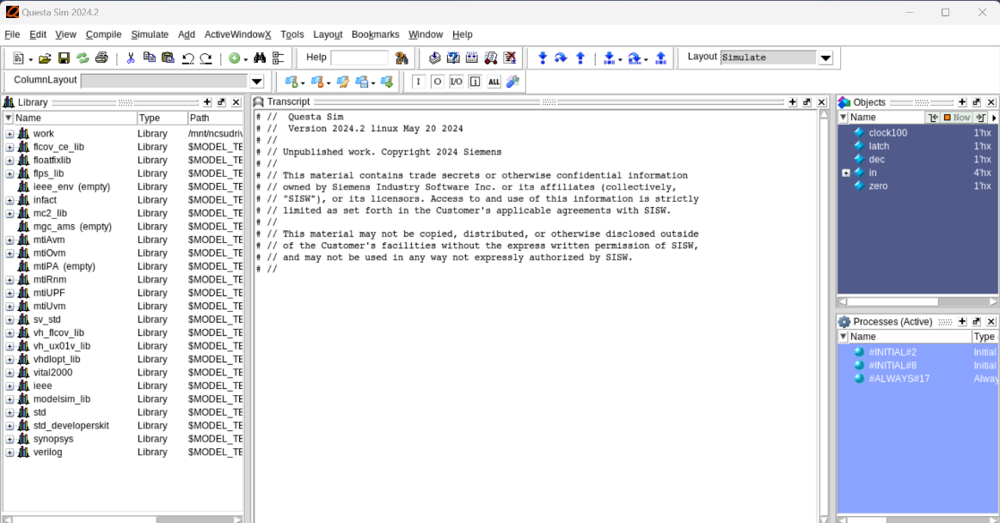 Questa Sim 2024.2
File Edit View Compile Simulate Add ActiveWindowX Tools Layout Bookmarks Window Help
Help
Layout Simulate
ColumnLayout
I O I/O i ALL
Library
Name Type Path
work Library /mnt/ncsudriv
flcov_ce_lib Library $MODEL_TE
floatfixlib Library $MODEL_TE
flps_lib Library $MODEL_TE
ieee_env (empty) Library $MODEL_TE
infact Library $MODEL_TE
mc2_lib Library $MODEL_TE
mgc_ams (empty) Library $MODEL_TE
mtiAvm Library $MODEL_TE
mtiOvm Library $MODEL_TE
mtiPA (empty) Library $MODEL_TE
mtiRnm Library $MODEL_TE
mtiUPF Library $MODEL_TE
mtiUvm Library $MODEL_TE
sv_std Library $MODEL_TE
vh_flcov_lib Library $MODEL_TE
vh_ux01v_lib Library $MODEL_TE
vhdlopt_lib Library $MODEL_TE
vital2000 Library $MODEL_TE
ieee Library $MODEL_TE
modelsim_lib Library $MODEL_TE
std Library $MODEL_TE
std_developerskit Library $MODEL_TE
synopsys Library $MODEL_TE
verilog Library $MODEL_TE
Transcript
# // Questa Sim
# // Version 2024.2 linux May 20 2024
# //
# // Unpublished work. Copyright 2024 Siemens
# //
# // This material contains trade secrets or otherwise confidential information
# // owned by Siemens Industry Software Inc. or its affiliates (collectively,
# // "SISW"), or its licensors. Access to and use of this information is strictly
# // limited as set forth in the Customer's applicable agreements with SISW.
# //
# // This material may not be copied, distributed, or otherwise disclosed outside
# // of the Customer's facilities without the express written permission of SISW,
# // and may not be used in any way not expressly authorized by SISW.
# //
Objects
Name Now
clock100 1'hx
latch 1'hx
dec 1'hx
in 4'hx
zero 1'hx
Processes (Active)
Name Type
#INITIAL#2 Initial
#INITIAL#8 Initial
#ALWAYS#17 Alway